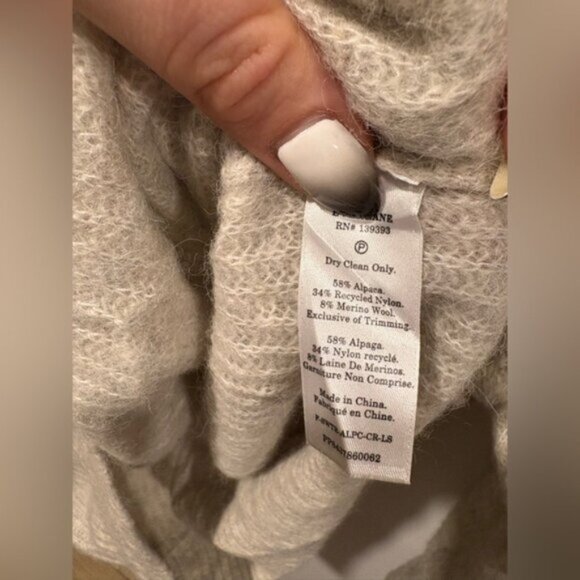 RN# 139393
P
Dry Clean Only.
58% Alpaca.
34% Recycled Nylon.
8% Merino Wool.
Exclusive of Trimming
58% Alpaga.
34% Nylon recyclé.
8% Laine De Merinos.
Garniture Non Comprise.
Made in China.
Fabriqué en Chine.